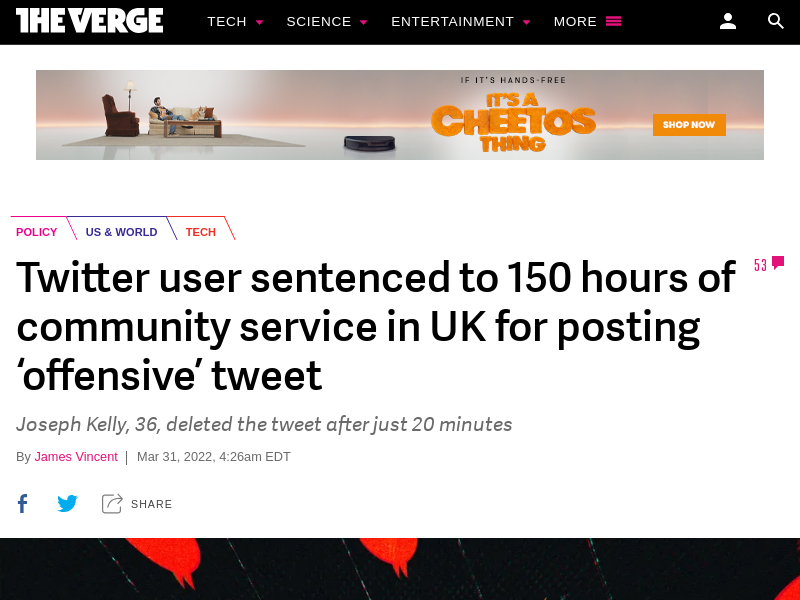 THE VERGE TECH SCIENCE ENTERTAINMENT MORE
IF IT'S HANDS-FREE
IT'S A
CHEETOS
THING
SHOP NOW
POLICY US & WORLD TECH
Twitter user sentenced to 150 hours of
community service in UK for posting
‘offensive’ tweet
53
Joseph Kelly, 36, deleted the tweet after just 20 minutes
By James Vincent | Mar 31, 2022, 4:26am EDT
SHARE